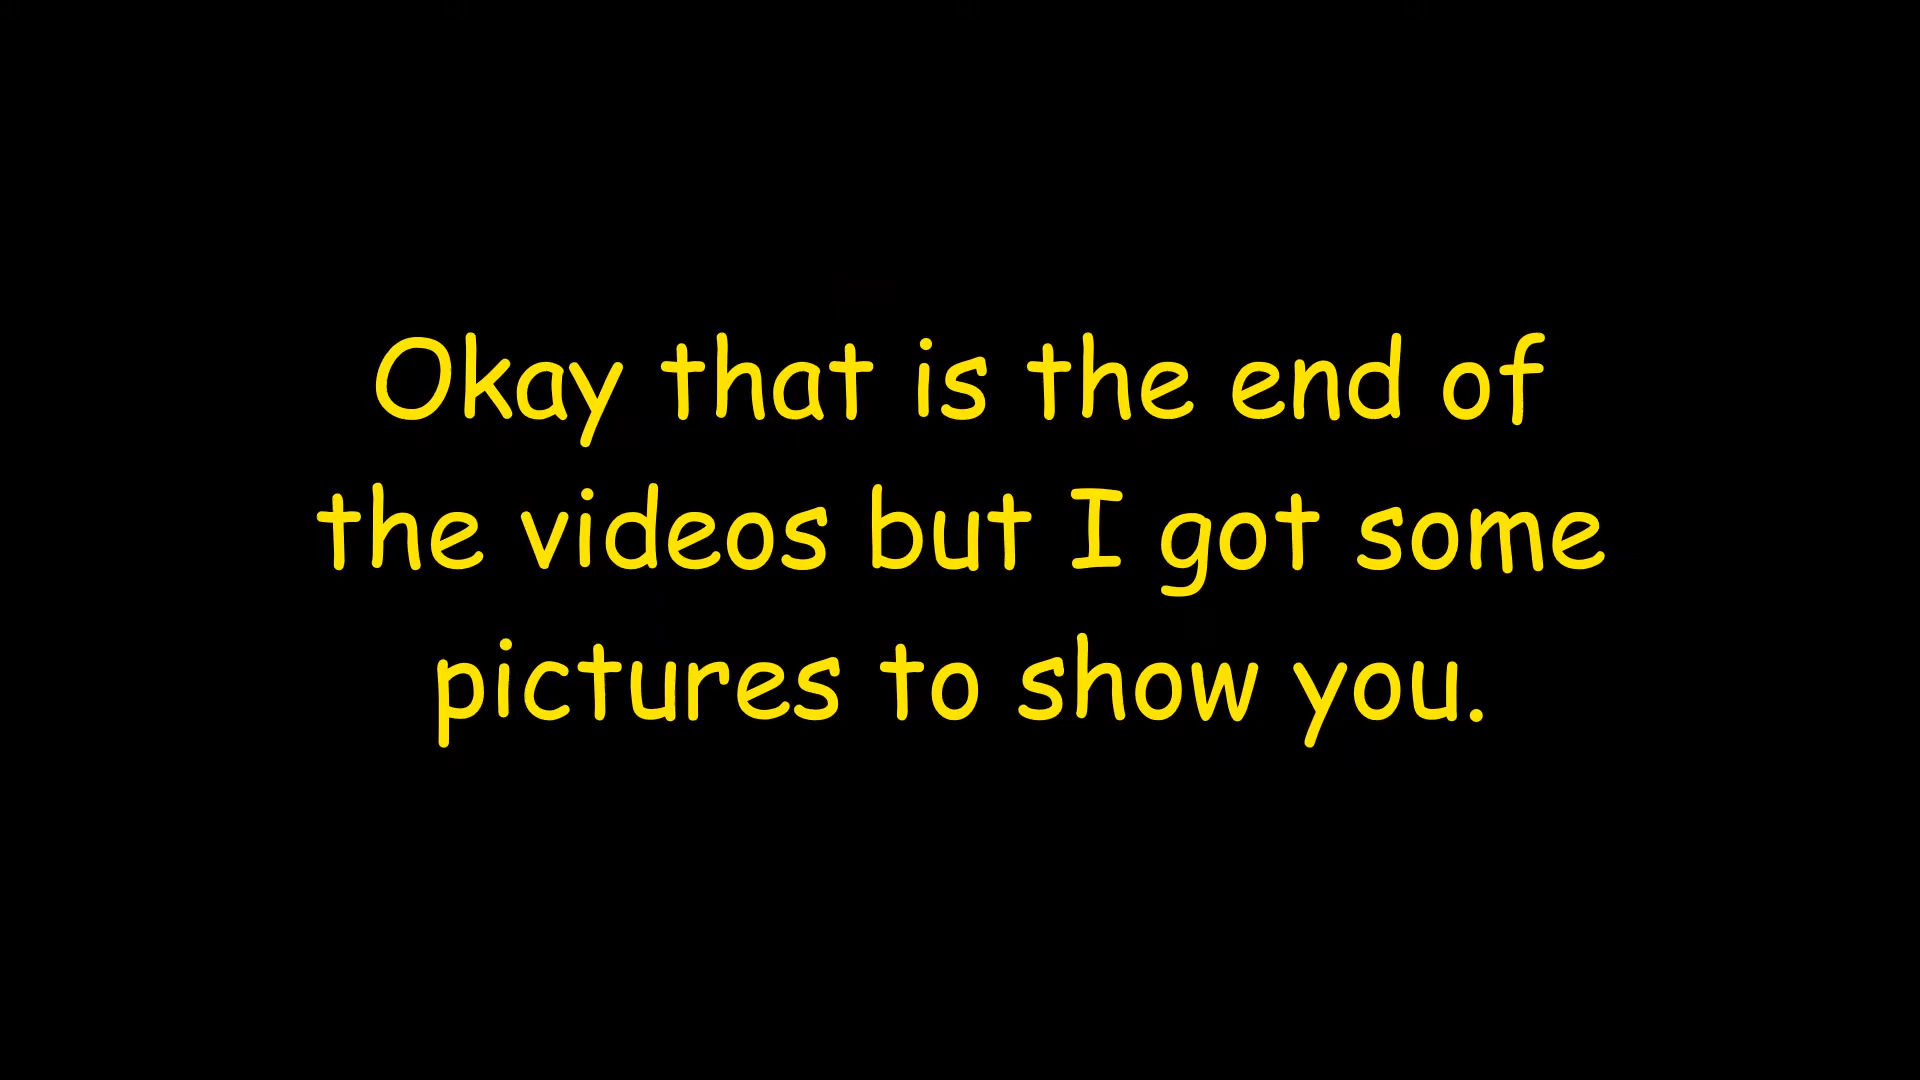 Okay that is the end of
the videos but I got some
pictures to show you.